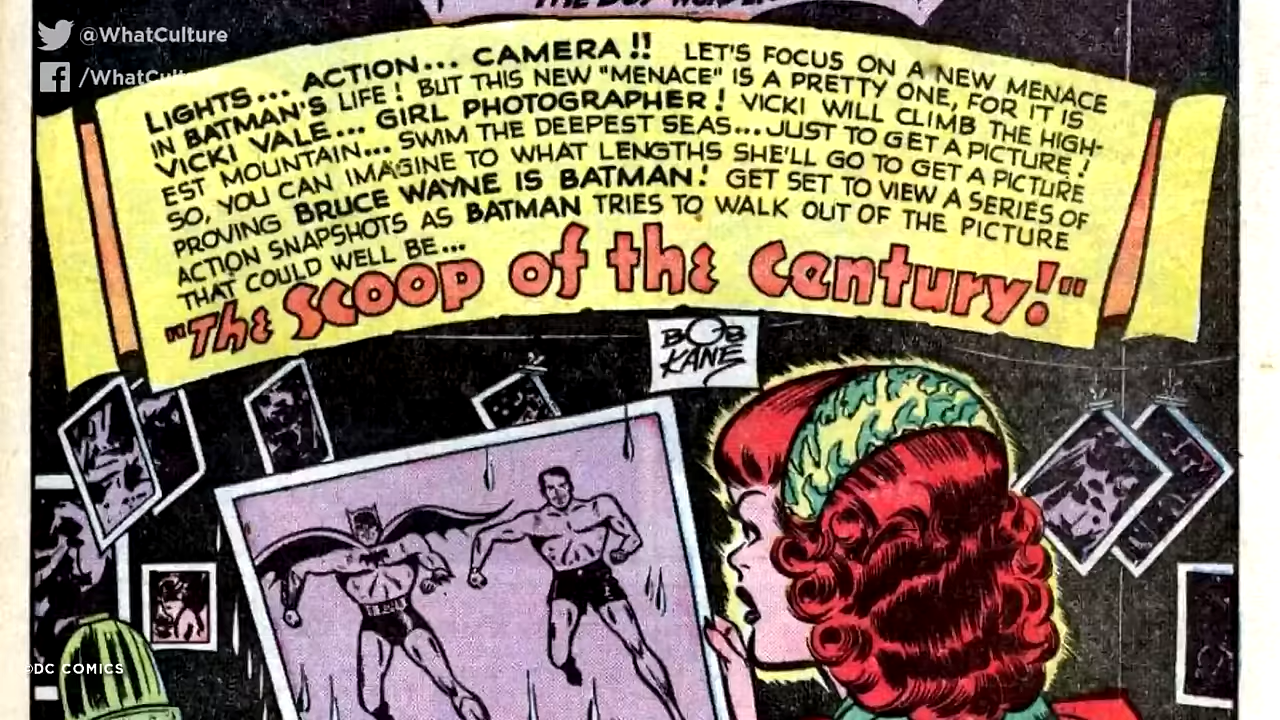 @WhatCulture
/WhatCulture
LIGHTS... ACTION... CAMERA!! LET'S FOCUS ON A NEW MENACE
IN BATMAN'S LIFE! BUT THIS NEW "MENACE" IS A PRETTY ONE, FOR IT IS
VICKI VALE... GIRL PHOTOGRAPHER! VICKI WILL CLIMB THE HIGH-
EST MOUNTAIN... SWIM THE DEEPEST SEAS... JUST TO GET A PICTURE!
SO, YOU CAN IMAGINE TO WHAT LENGTHS SHE'LL GO TO GET A PICTURE
PROVING BRUCE WAYNE IS BATMAN! GET SET TO VIEW A SERIES OF
ACTION SNAPSHOTS AS BATMAN TRIES TO WALK OUT OF THE PICTURE
THAT COULD WELL BE...
"The SCOOP of the Century!"
BOB
KANE
©DC COMICS